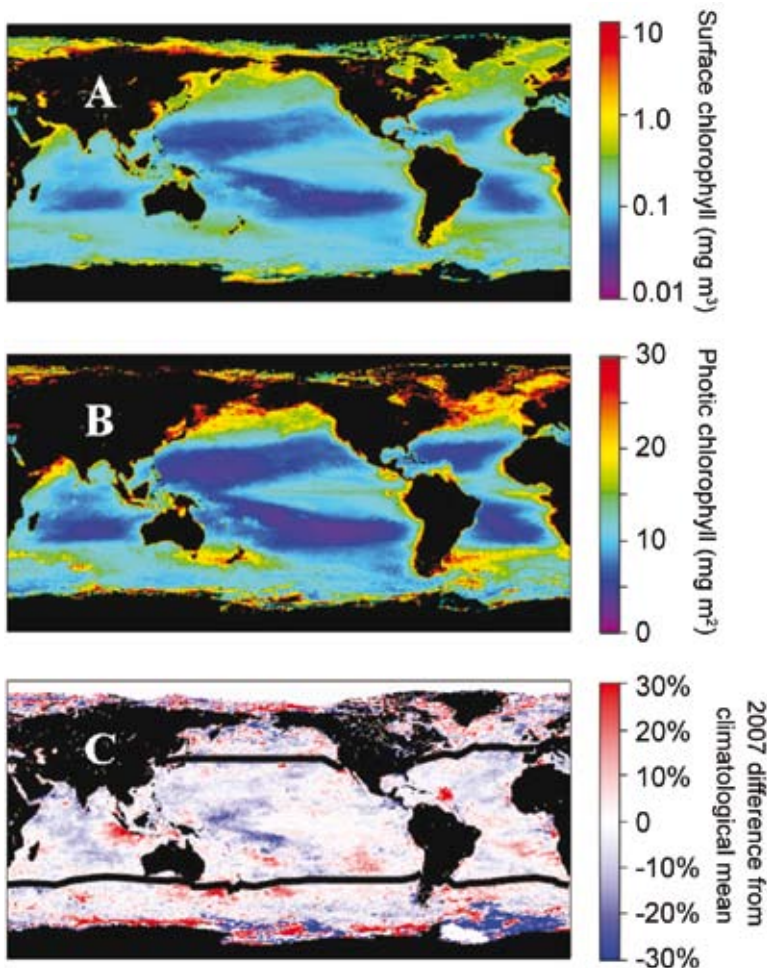 A
10
1.0
0.1
0.01
Surface chlorophyll (mg m³)
B
30
20
10
0
Photic chlorophyll (mg m²)
C
30%
20%
10%
0
-10%
-20%
-30%
2007 difference from
climatological mean